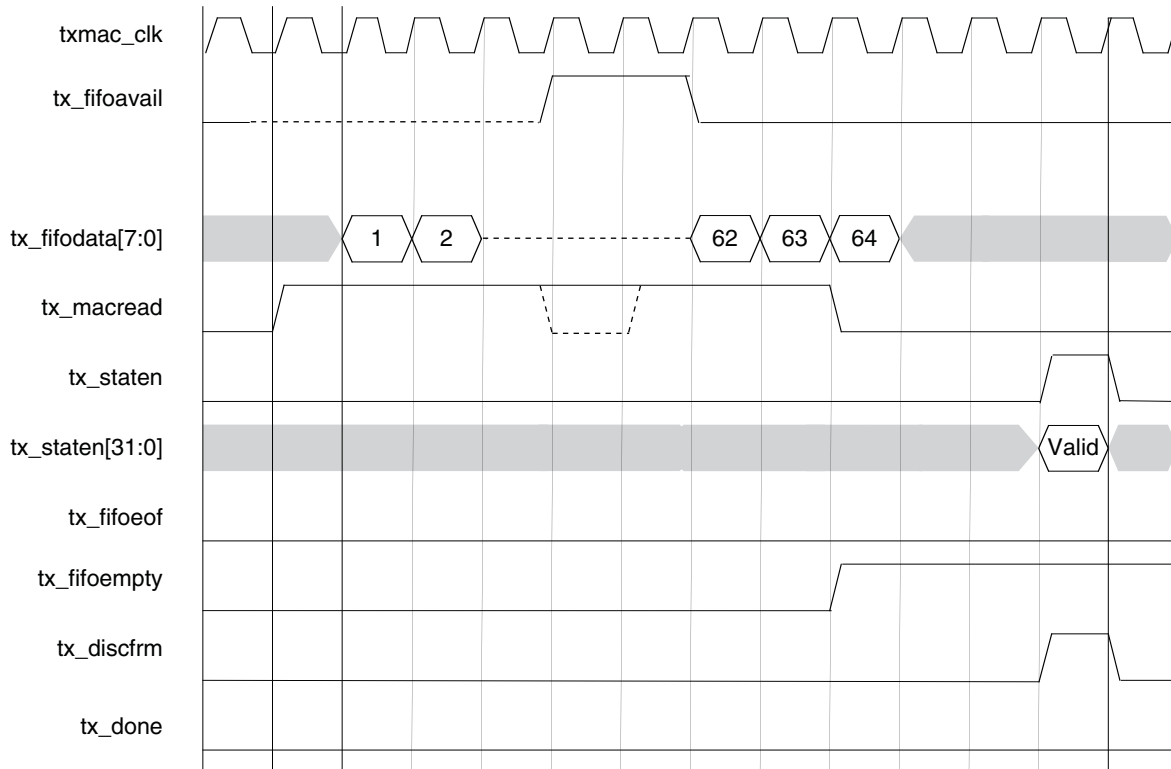 txmac_clk
tx_fifoavail
tx_fifodata[7:0] 1 2 62 63 64
tx_macread
tx_staten
tx_staten[31:0] Valid
tx_fifoeof
tx_fifoempty
tx_discfrm
tx_done